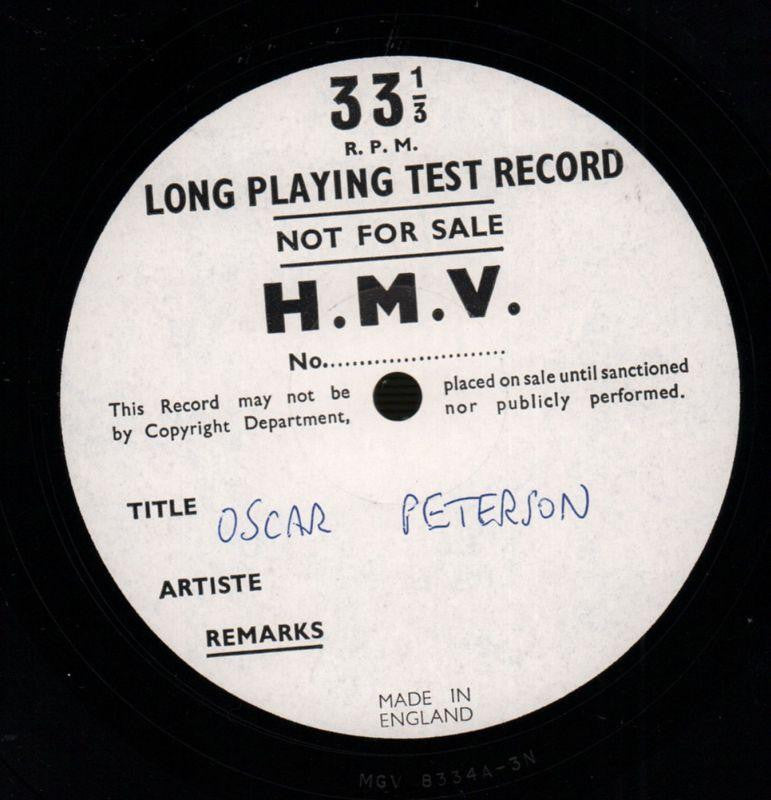 33 1/3
R. P. M.
LONG PLAYING TEST RECORD
NOT FOR SALE
H.M.V.
No........................
This Record may not be placed on sale until sanctioned
by Copyright Department, nor publicly performed.
TITLE OSCAR PETERSON
ARTISTE
REMARKS
MADE IN
ENGLAND
MGV 8334A-3N